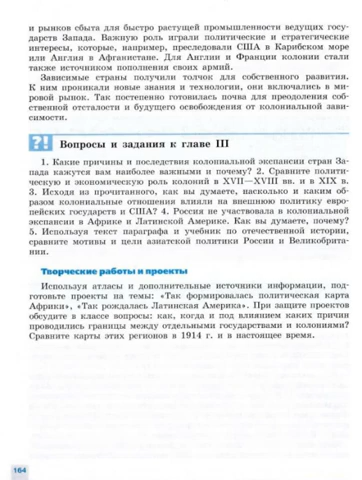 и рынков сбыта для быстро растущей промышленности ведущих госу-
дарств Запада. Важную роль играли политические и стратегические
интересы, которые, например, преследовали США в Карибском море
или Англия в Афганистане. Для Англии и Франции колонии стали
также источником пополнения своих армий.
Зависимые страны получили толчок для собственного развития.
К ним проникали новые знания и технологии, они включались в ми-
ровой рынок. Так постепенно готовилась почва для преодоления соб-
ственной отсталости и будущего освобождения от колониальной зави-
симости.
?! Вопросы и задания к главе III
1. Какие причины и последствия колониальной экспансии стран За-
пада кажутся вам наиболее важными и почему? 2. Сравните полити-
ческую и экономическую роль колоний в XVII—XVIII вв. и в XIX в.
3. Исходя из прочитанного, как вы думаете, насколько и каким об-
разом колониальные отношения влияли на внешнюю политику евро-
пейских государств и США? 4. Россия не участвовала в колониальной
экспансии в Африке и Латинской Америке. Как вы думаете, почему?
5. Используя текст параграфа и учебник по отечественной истории,
сравните мотивы и цели азиатской политики России и Великобрита-
нии.
Творческие работы и проекты
Используя атласы и дополнительные источники информации, под-
готовьте проекты на темы: «Так формировалась политическая карта
Африки», «Так рождалась Латинская Америка». При защите проектов
обсудите в классе вопросы: как, когда и под влиянием каких причин
проводились границы между отдельными государствами и колониями?
Сравните карты этих регионов в 1914 г. и в настоящее время.
164